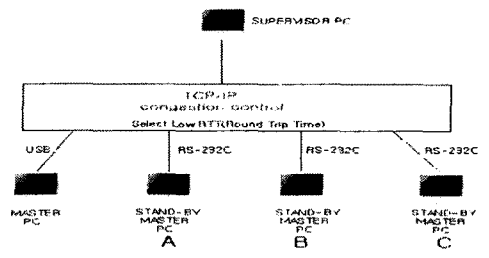 SUPERVISOR PC
TCP-IP
congestion control
Select Low RTT(Round Trip Time)
USB
RS-232C
RS-232C
RS-232C
MASTER
PC
STAND-BY
MASTER
PC
A
STAND-BY
MASTER
PC
B
STAND-BY
MASTER
PC
C